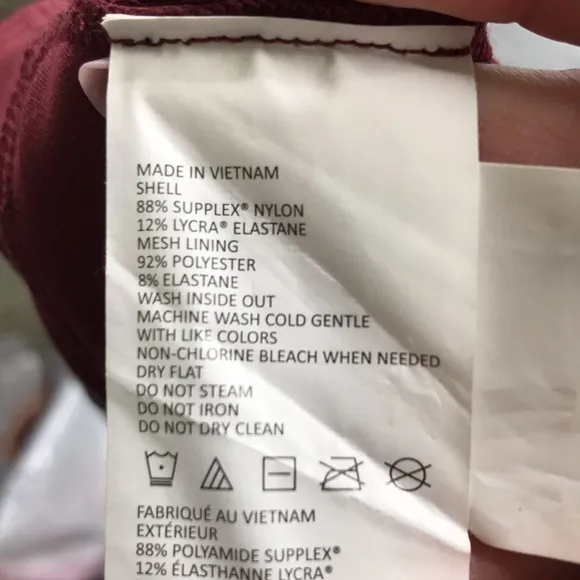 MADE IN VIETNAM
SHELL
88% SUPPLEX® NYLON
12% LYCRA® ELASTANE
MESH LINING
92% POLYESTER
8% ELASTANE
WASH INSIDE OUT
MACHINE WASH COLD GENTLE
WITH LIKE COLORS
NON-CHLORINE BLEACH WHEN NEEDED
DRY FLAT
DO NOT STEAM
DO NOT IRON
DO NOT DRY CLEAN
FABRIQUÉ AU VIETNAM
EXTÉRIEUR
88% POLYAMIDE SUPPLEX®
12% ÉLASTHANNE LYCRA®